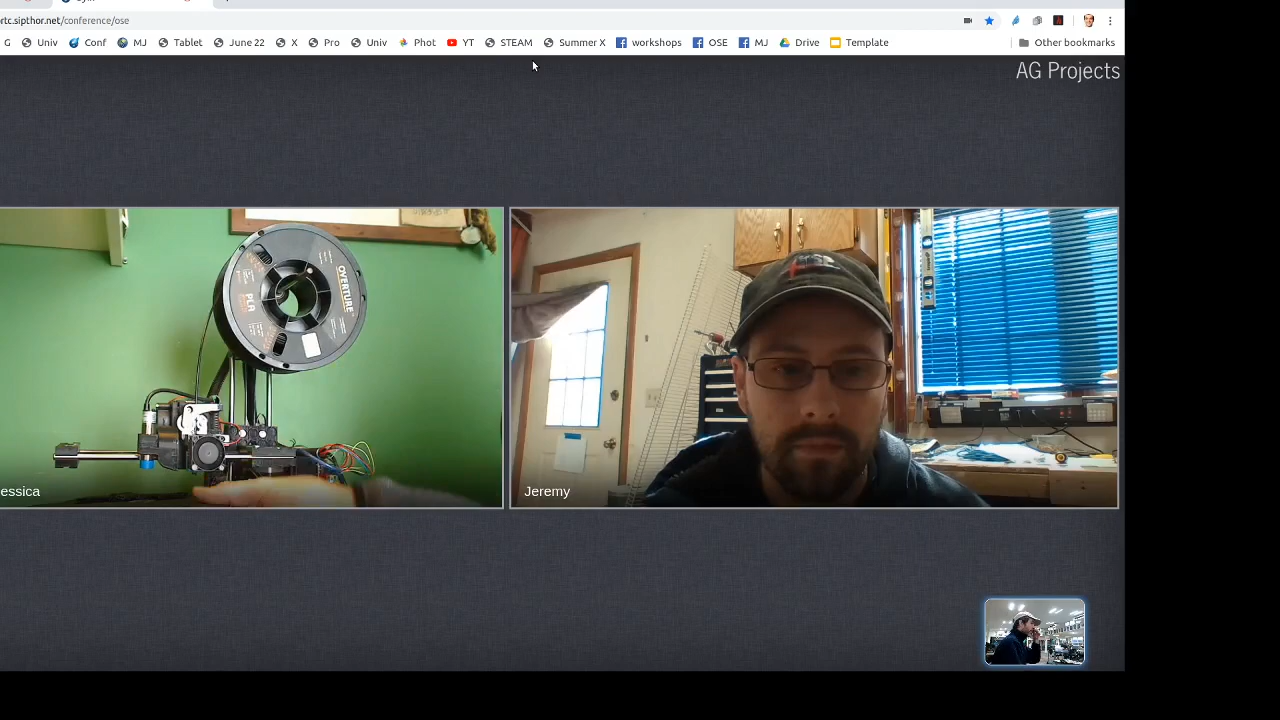 rtc.sipthor.net/conference/ose
G Univ Conf MJ Tablet June 22 X Pro Univ Phot YT STEAM Summer X workshops OSE MJ Drive Template Other bookmarks
AG Projects
OVERTURE
PLA
essica
Jeremy